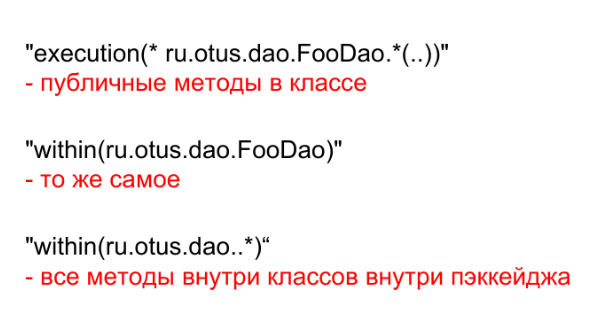 "execution(* ru.otus.dao.FooDao.*(..))"
- публичные методы в классе
"within(ru.otus.dao.FooDao)"
- то же самое
"within(ru.otus.dao..*)“
- все методы внутри классов внутри пэккейджа